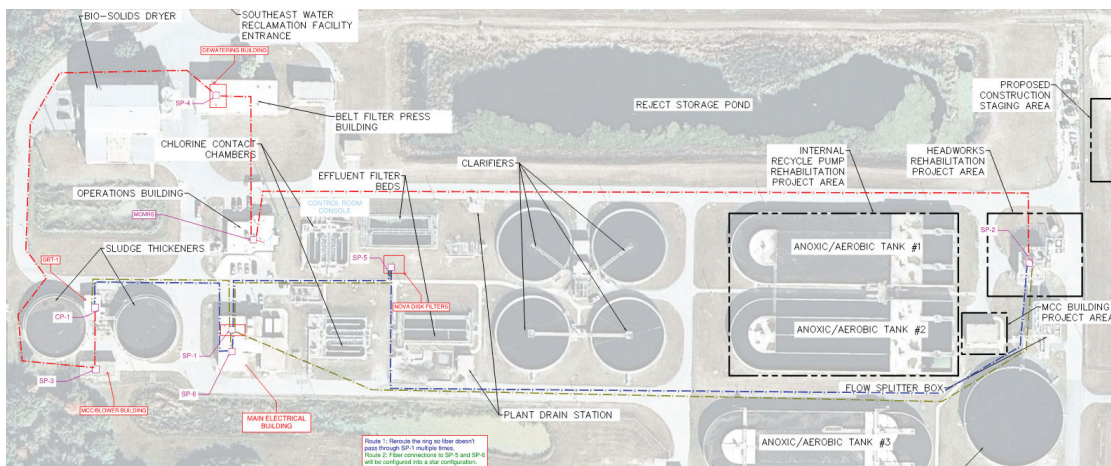 BIO-SOLIDS DRYER
SOUTHEAST WATER
RECLAMATION FACILITY
ENTRANCE
DEWATERING BUILDING
SP-4
BELT FILTER PRESS
BUILDING
REJECT STORAGE POND
PROPOSED
CONSTRUCTION
STAGING AREA
CHLORINE CONTACT
CHAMBERS
EFFLUENT FILTER
BEDS
CLARIFIERS
INTERNAL
RECYCLE PUMP
REHABILITATION
PROJECT AREA
HEADWORKS
REHABILITATION
PROJECT AREA
OPERATIONS BUILDING
CONTROL ROOM
CONSOLE
MCMRS
SP-2
SLUDGE THICKENERS
ANOXIC/AEROBIC TANK #1
GBT-1
SP-5
NOVA DISK FILTERS
CP-1
MCC BUILDING
PROJECT AREA
ANOXIC/AEROBIC TANK #2
SP-1
SP-3
SP-6
FLOW SPLITTER BOX
MCC/BLOWER BUILDING
MAIN ELECTRICAL
BUILDING
PLANT DRAIN STATION
Route 1: Reroute the ring so fiber doesn't
pass through SP-1 multiple times.
Route 2: Fiber connections to SP-5 and SP-6
will be configured into a star configuration.
ANOXIC/AEROBIC TANK #3